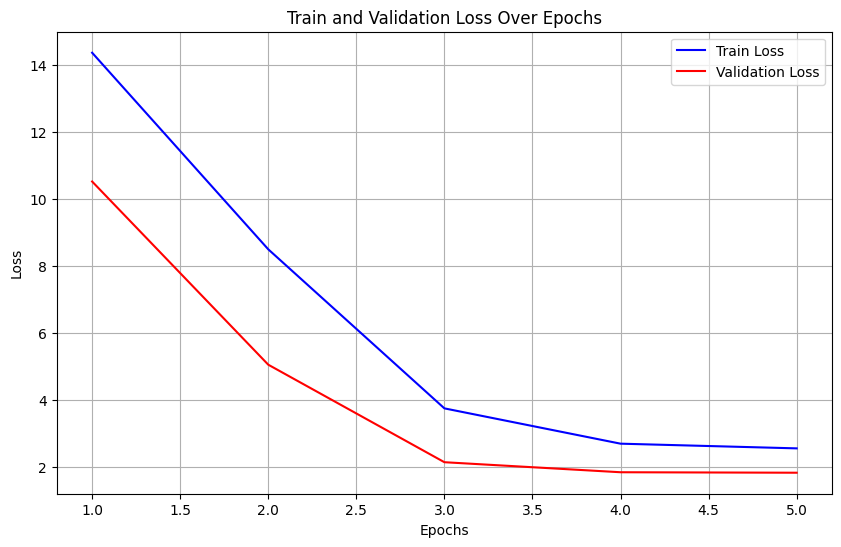 Train and Validation Loss Over Epochs
Train Loss
Validation Loss
14
12
10
8
6
4
2
Loss
1.0 1.5 2.0 2.5 3.0 3.5 4.0 4.5 5.0
Epochs